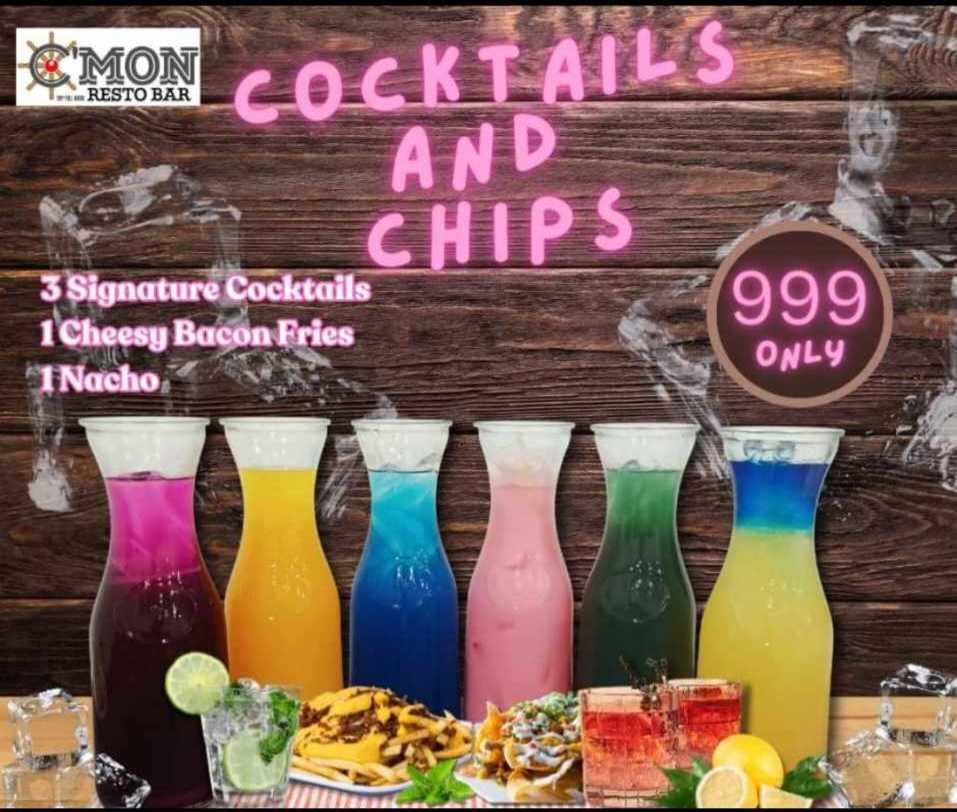 C'MON
RESTO BAR
COCKTAILS
AND
CHIPS
3 Signature Cocktails
1 Cheesy Bacon Fries
1 Nacho
999
ONLY